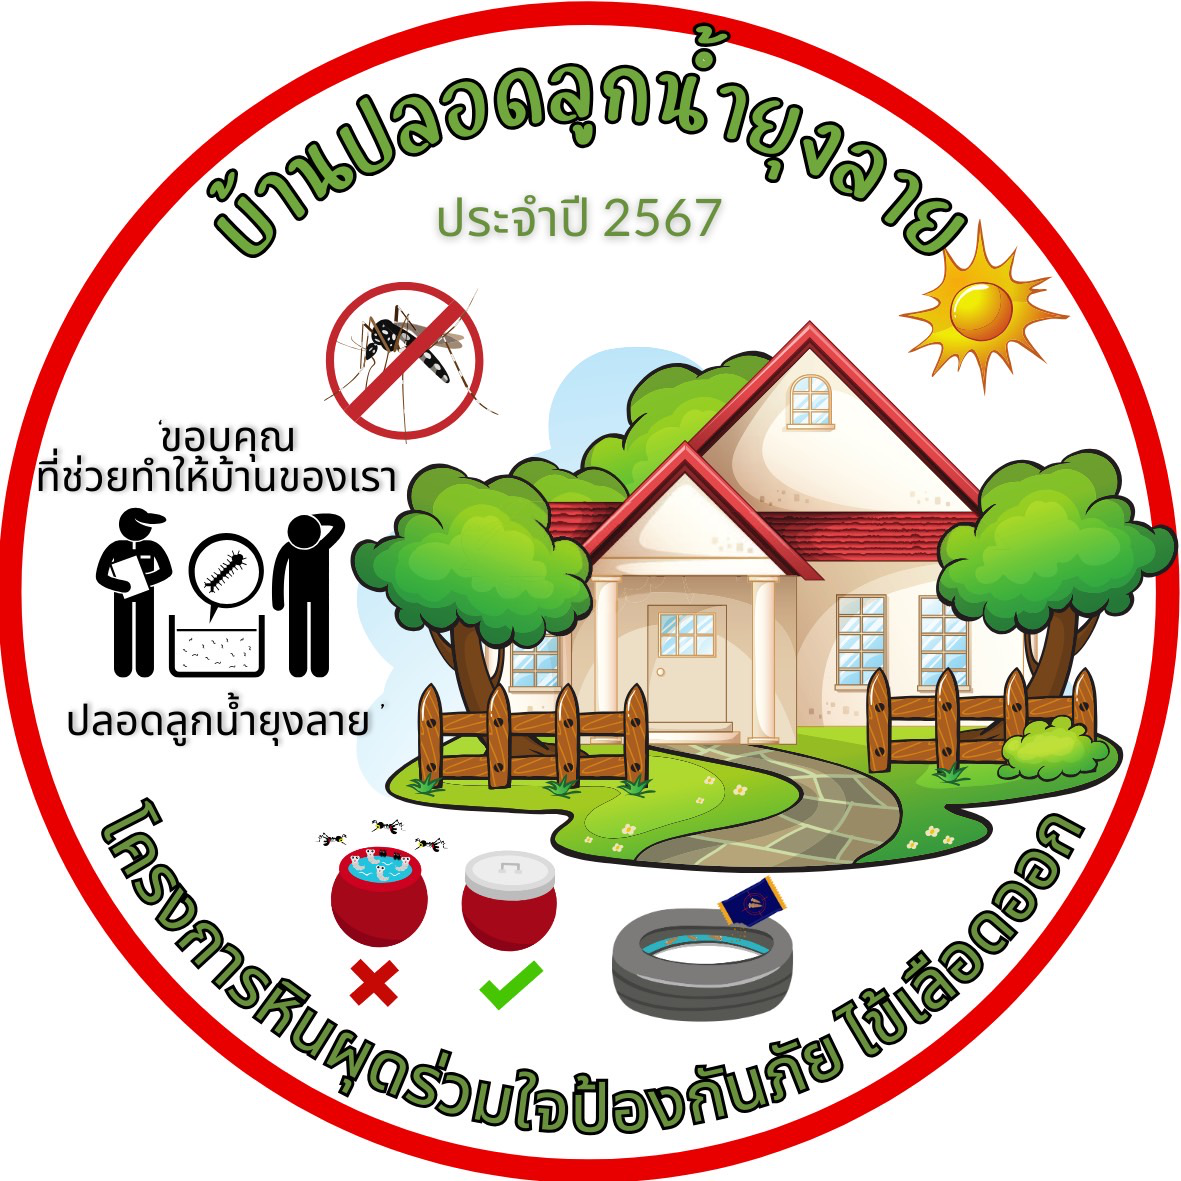 บ้านปลอดลูกน้ำยุงลาย
ประจำปี 2567
'ขอบคุณ
ที่ช่วยทำให้บ้านของเรา
ปลอดลูกน้ำยุงลาย'
โครงการหินผุดร่วมใจป้องกันภัย ไข้เลือดออก